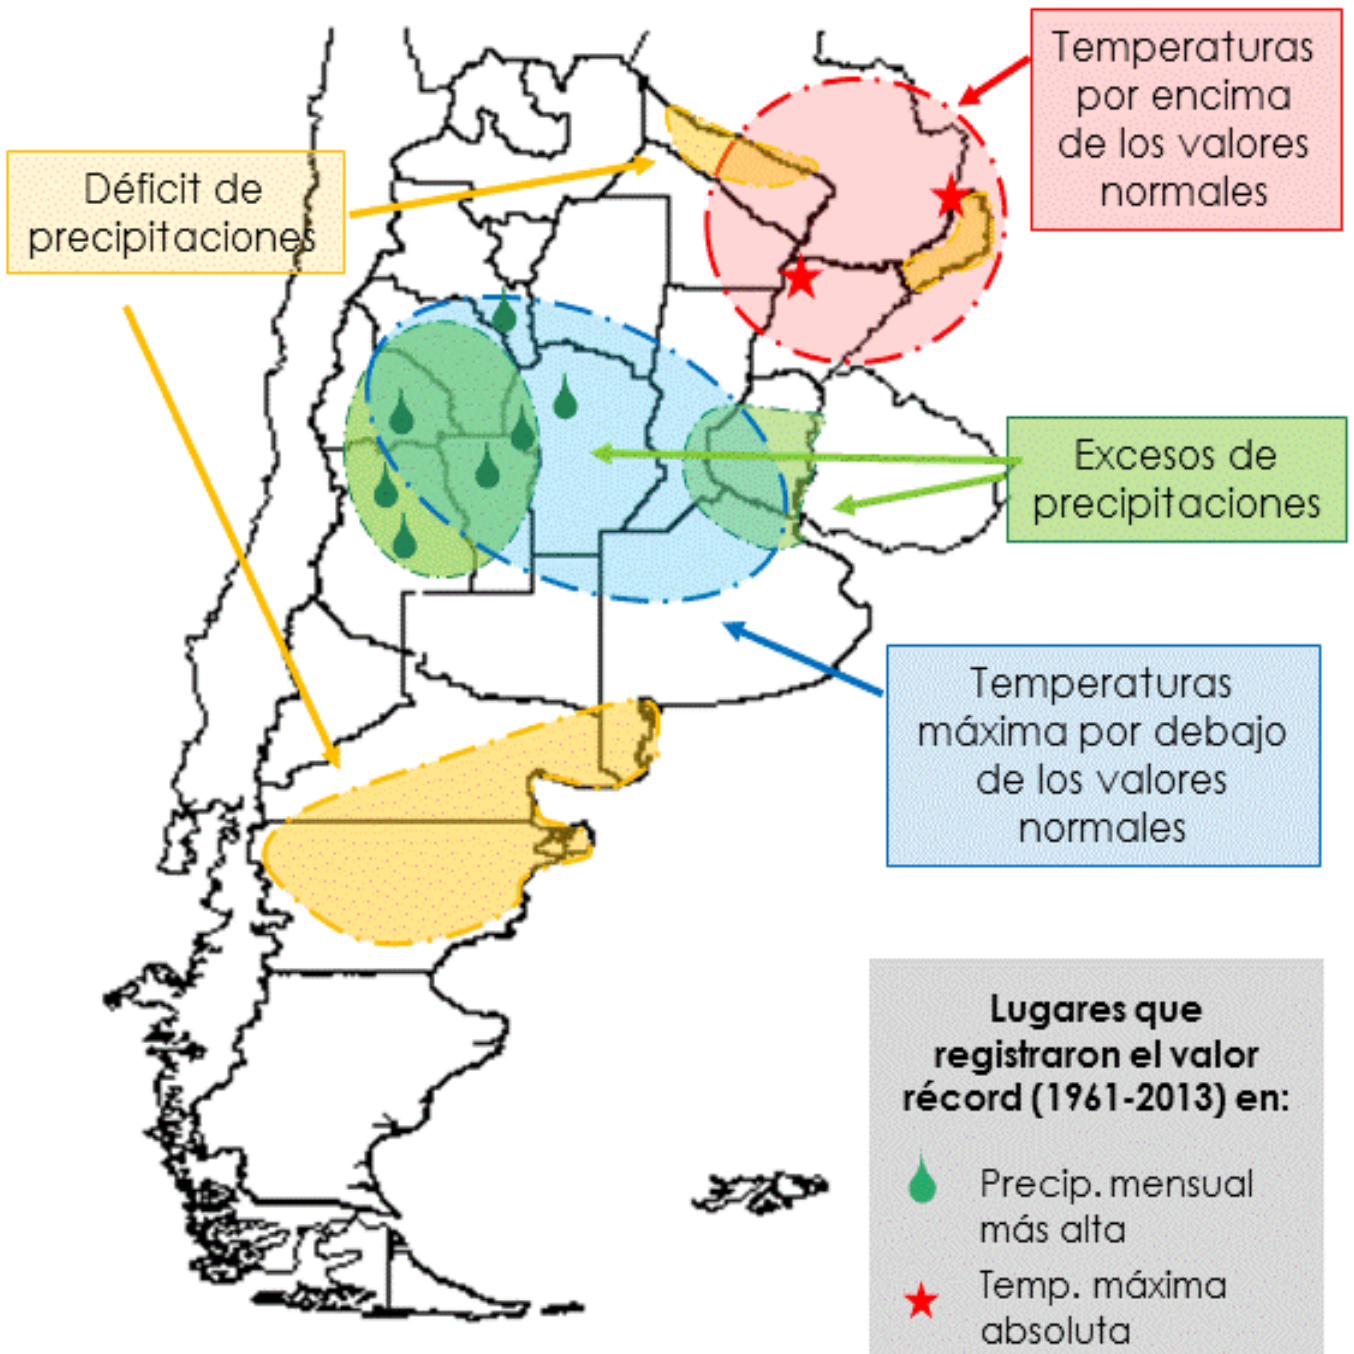 Temperaturas
por encima
de los valores
normales
Déficit de
precipitaciones
Excesos de
precipitaciones
Temperaturas
máxima por debajo
de los valores
normales
Lugares que
registraron el valor
récord (1961-2013) en:
Precip. mensual
más alta
Temp. máxima
absoluta